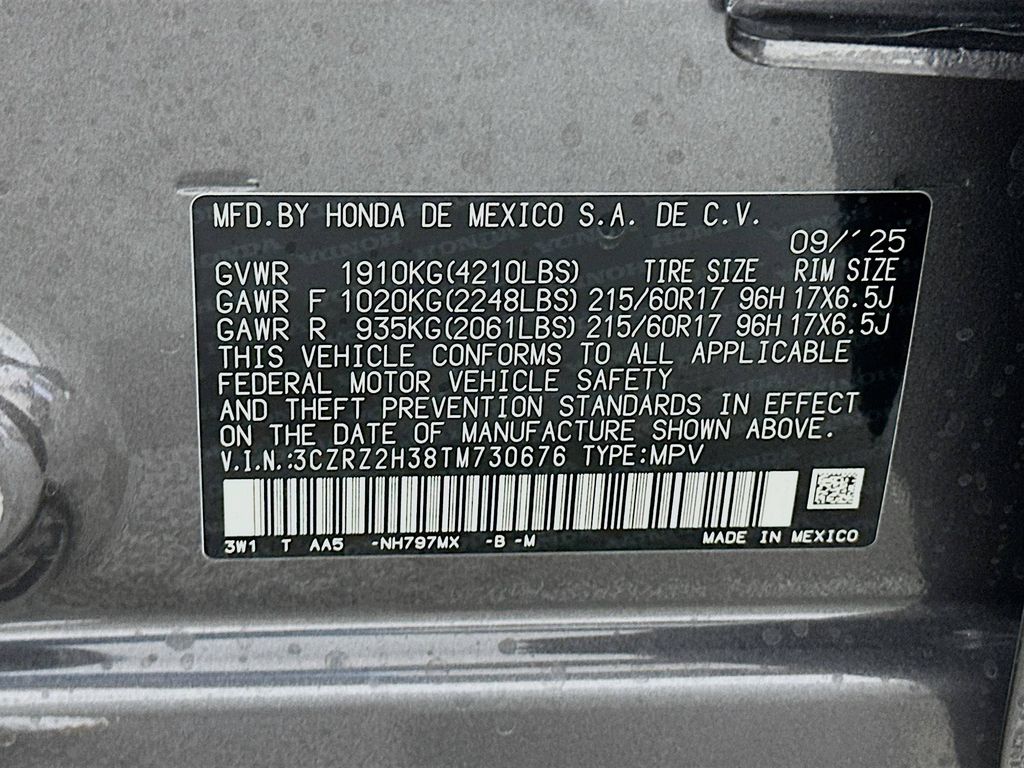 MFD.BY HONDA DE MEXICO S.A. DE C.V.
09/´25
GVWR 1910KG(4210LBS) TIRE SIZE RIM SIZE
GAWR F 1020KG(2248LBS) 215/60R17 96H 17X6.5J
GAWR R 935KG(2061LBS) 215/60R17 96H 17X6.5J
THIS VEHICLE CONFORMS TO ALL APPLICABLE
FEDERAL MOTOR VEHICLE SAFETY
AND THEFT PREVENTION STANDARDS IN EFFECT
ON THE DATE OF MANUFACTURE SHOWN ABOVE.
V.I.N.:3CZRZ2H38TM730676 TYPE:MPV
3W1 T AA5 -NH797MX -B -M MADE IN MEXICO